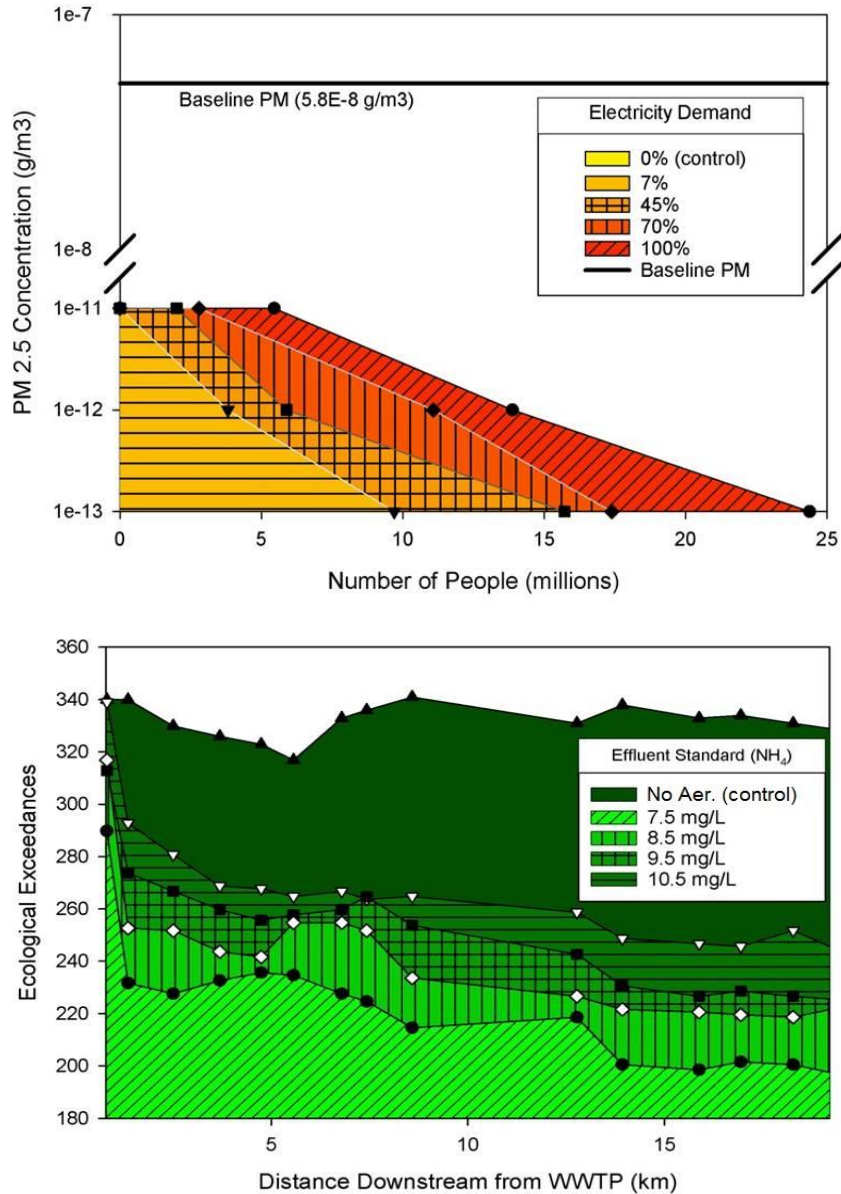 1e-7
Baseline PM (5.8E-8 g/m3)
PM 2.5 Concentration (g/m3)
Electricity Demand
0% (control)
7%
45%
70%
100%
Baseline PM
1e-8
1e-11
1e-12
1e-13
0 5 10 15 20 25
Number of People (millions)
360
340
320
300
280
260
240
220
200
180
Ecological Exceedances
Effluent Standard (NH4)
No Aer. (control)
7.5 mg/L
8.5 mg/L
9.5 mg/L
10.5 mg/L
5 10 15
Distance Downstream from WWTP (km)